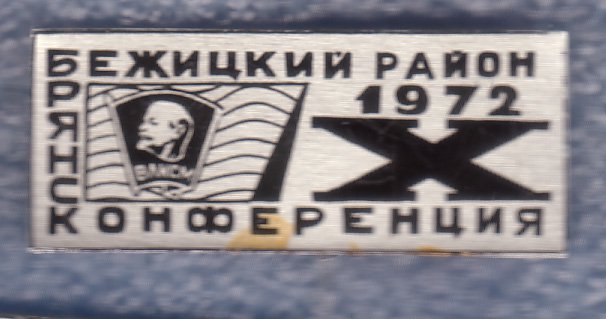 БЕЖИЦКИЙ РАЙОН
БРЯНСК
1972
ВЛКСМ
X
КОНФЕРЕНЦИЯ